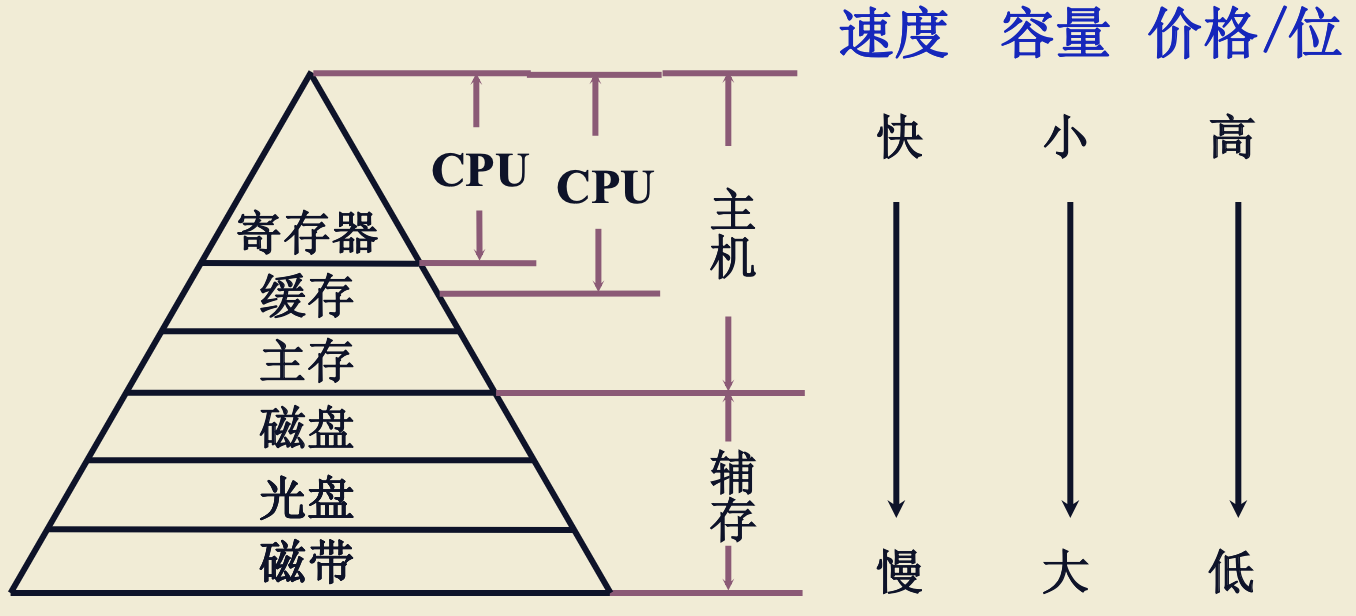 速度 容量 价格/位
快 小 高
CPU
CPU
主机
寄存器
缓存
主存
磁盘
光盘
磁带
辅存
慢 大 低